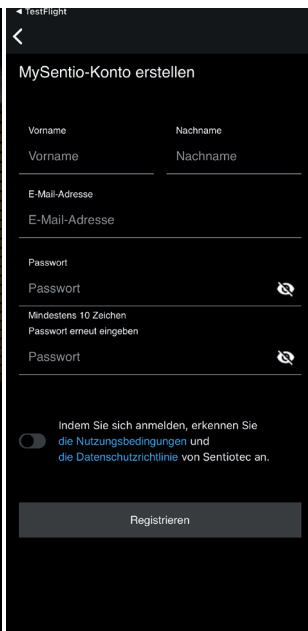 ◄ TestFlight
MySentio-Konto erstellen
Vorname Nachname
Vorname Nachname
E-Mail-Adresse
E-Mail-Adresse
Passwort
Passwort
Mindestens 10 Zeichen
Passwort erneut eingeben
Passwort
Indem Sie sich anmelden, erkennen Sie
die Nutzungsbedingungen und
die Datenschutzrichtlinie von Sentiotec an.
Registrieren